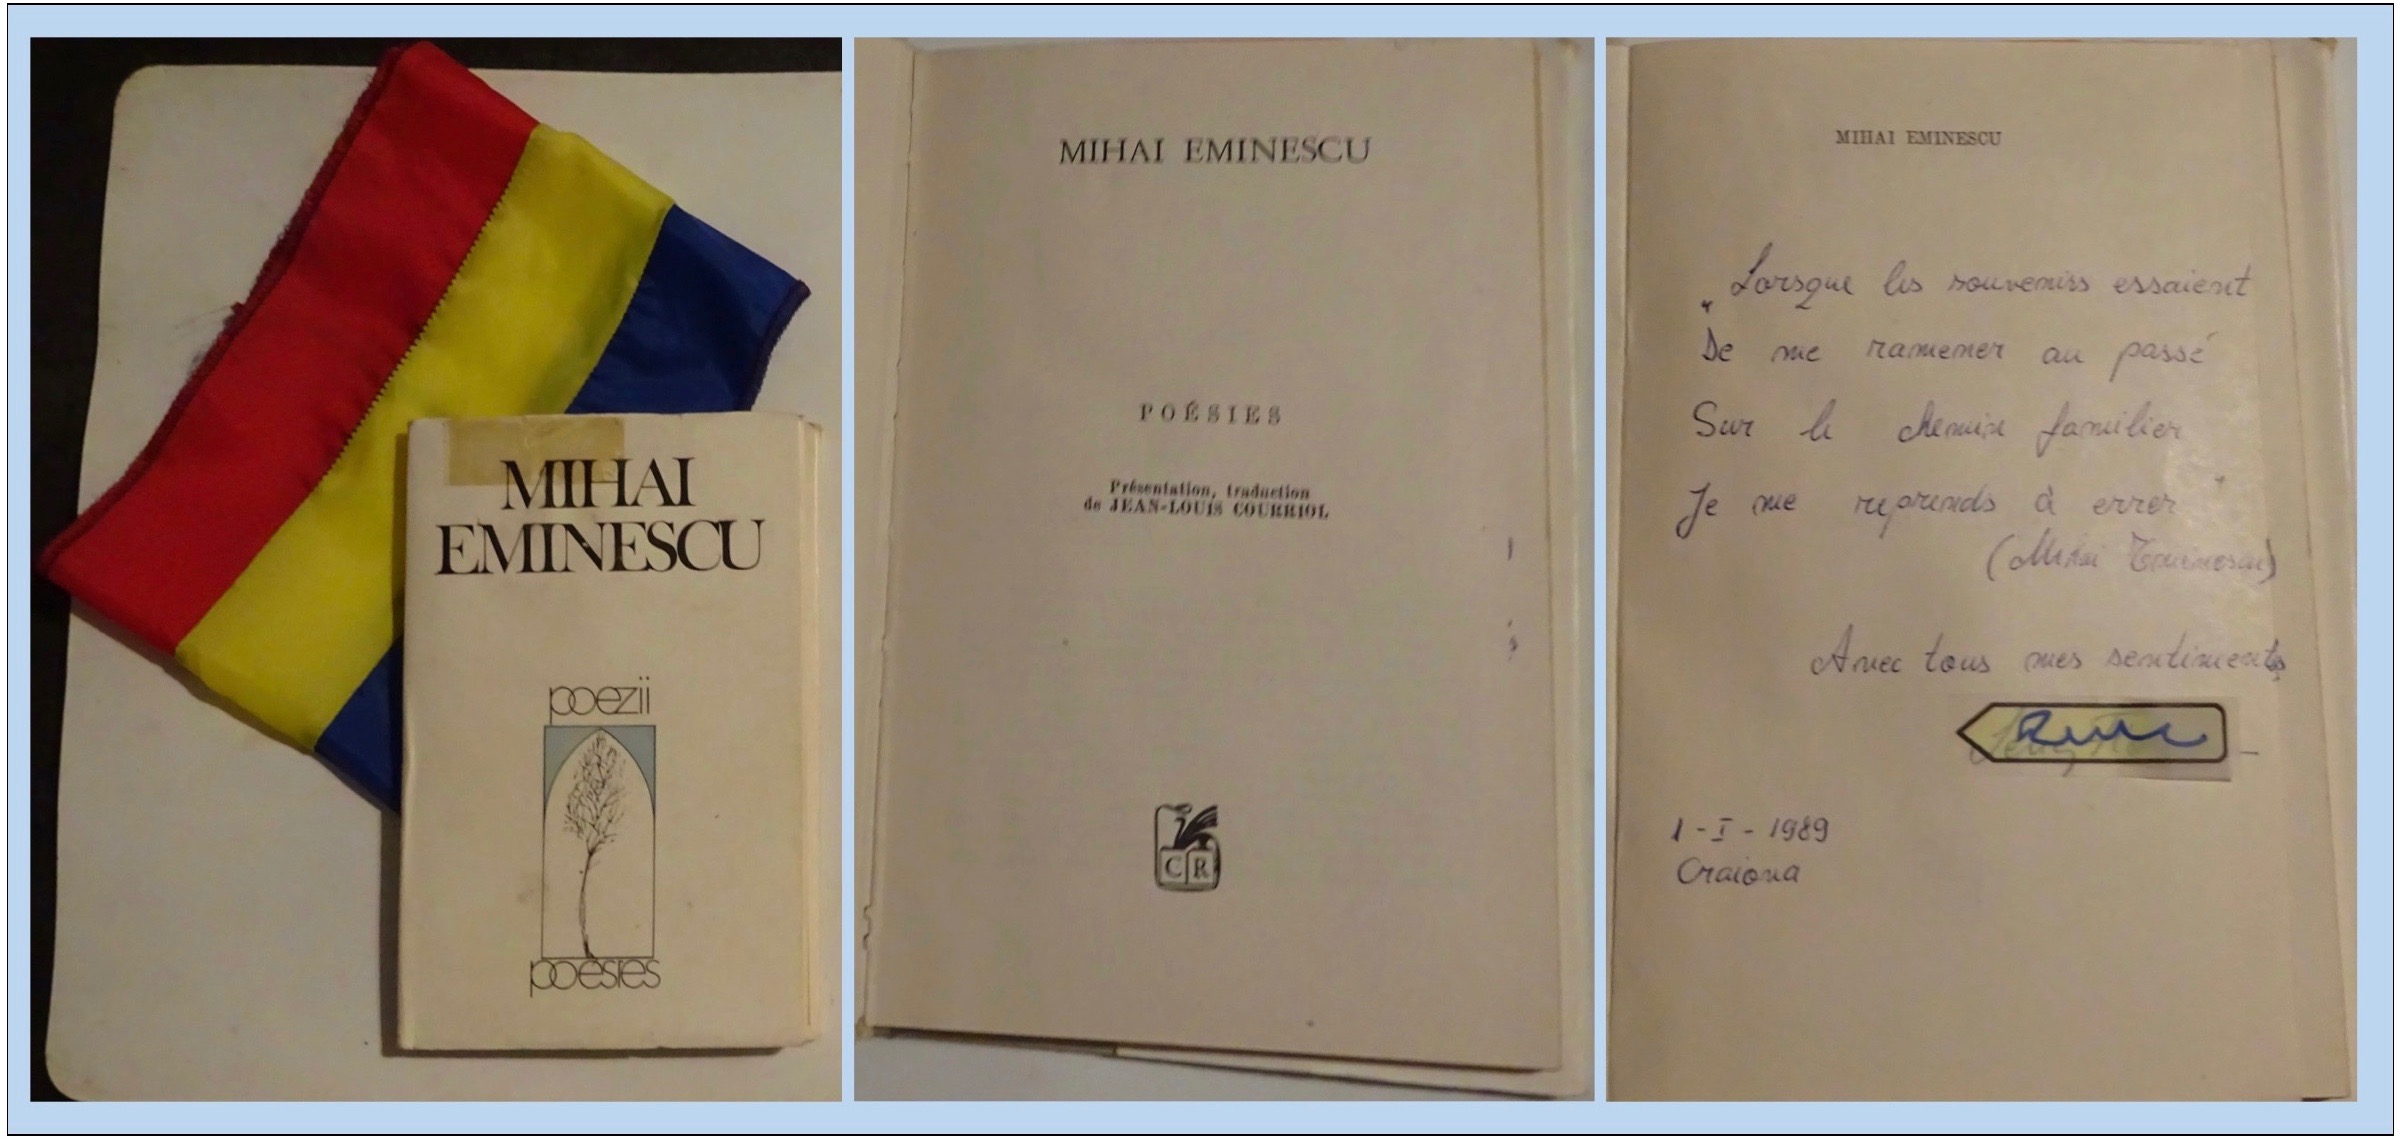 MIHAI
EMINESCU
poezii
poésies
MIHAI EMINESCU
POÉSIES
Présentation, traduction
de JEAN-LOUIS COURRIOL
C R
MIHAI EMINESCU
„Lorsque les souvenirs essaient
De me ramener au passé
Sur le chemin familier
Je me reprends à errer"
(Mihai Eminescu)
Avec tous mes sentiments
1-I-1989
Craiova